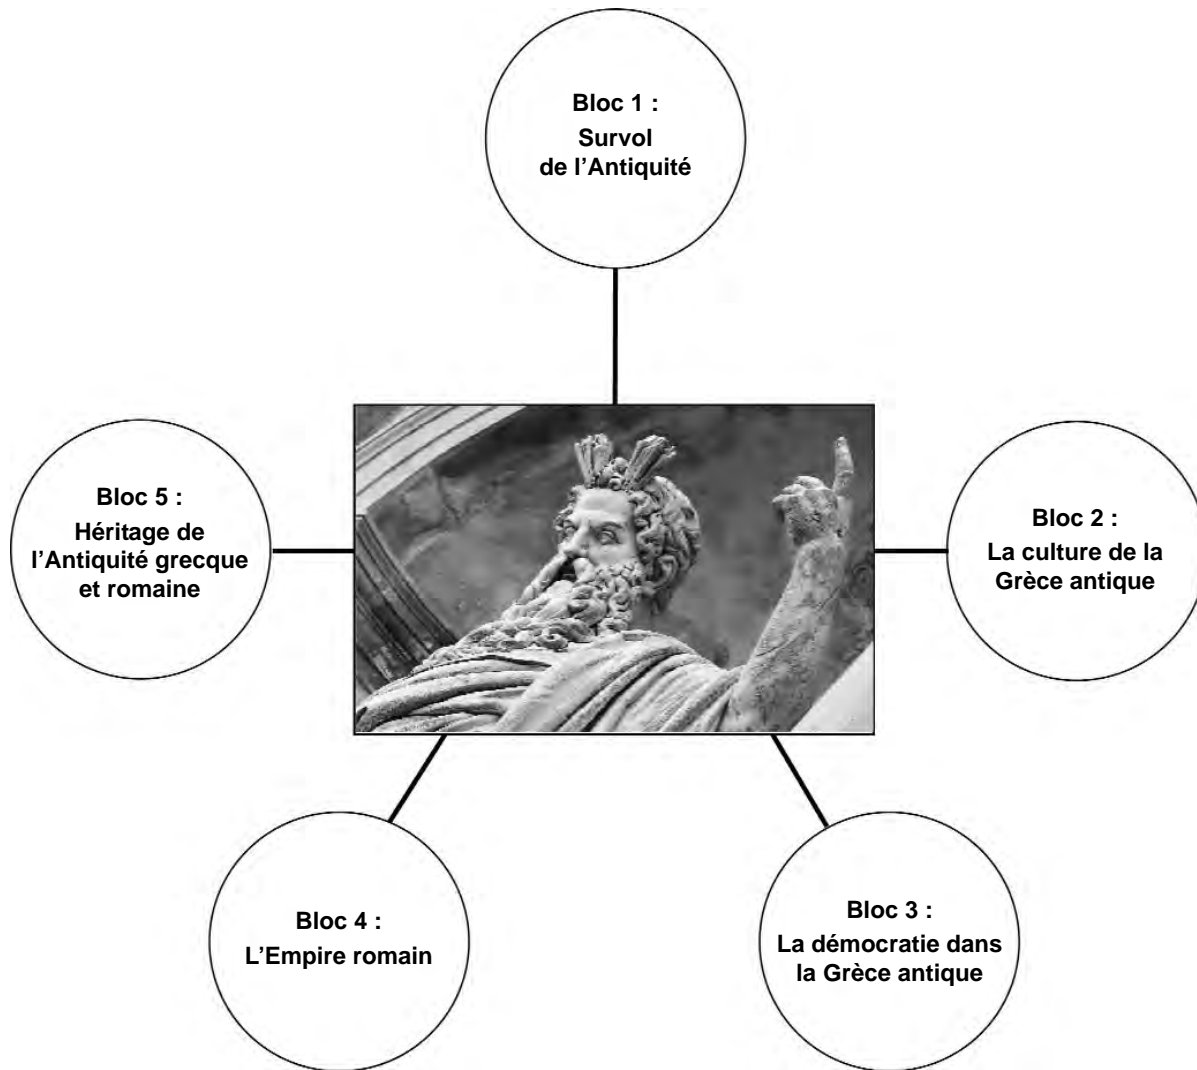 Bloc 1 :
Survol
de l’Antiquité
Bloc 2 :
La culture de la
Grèce antique
Bloc 3 :
La démocratie dans
la Grèce antique
Bloc 4 :
L’Empire romain
Bloc 5 :
Héritage de
l’Antiquité grecque
et romaine